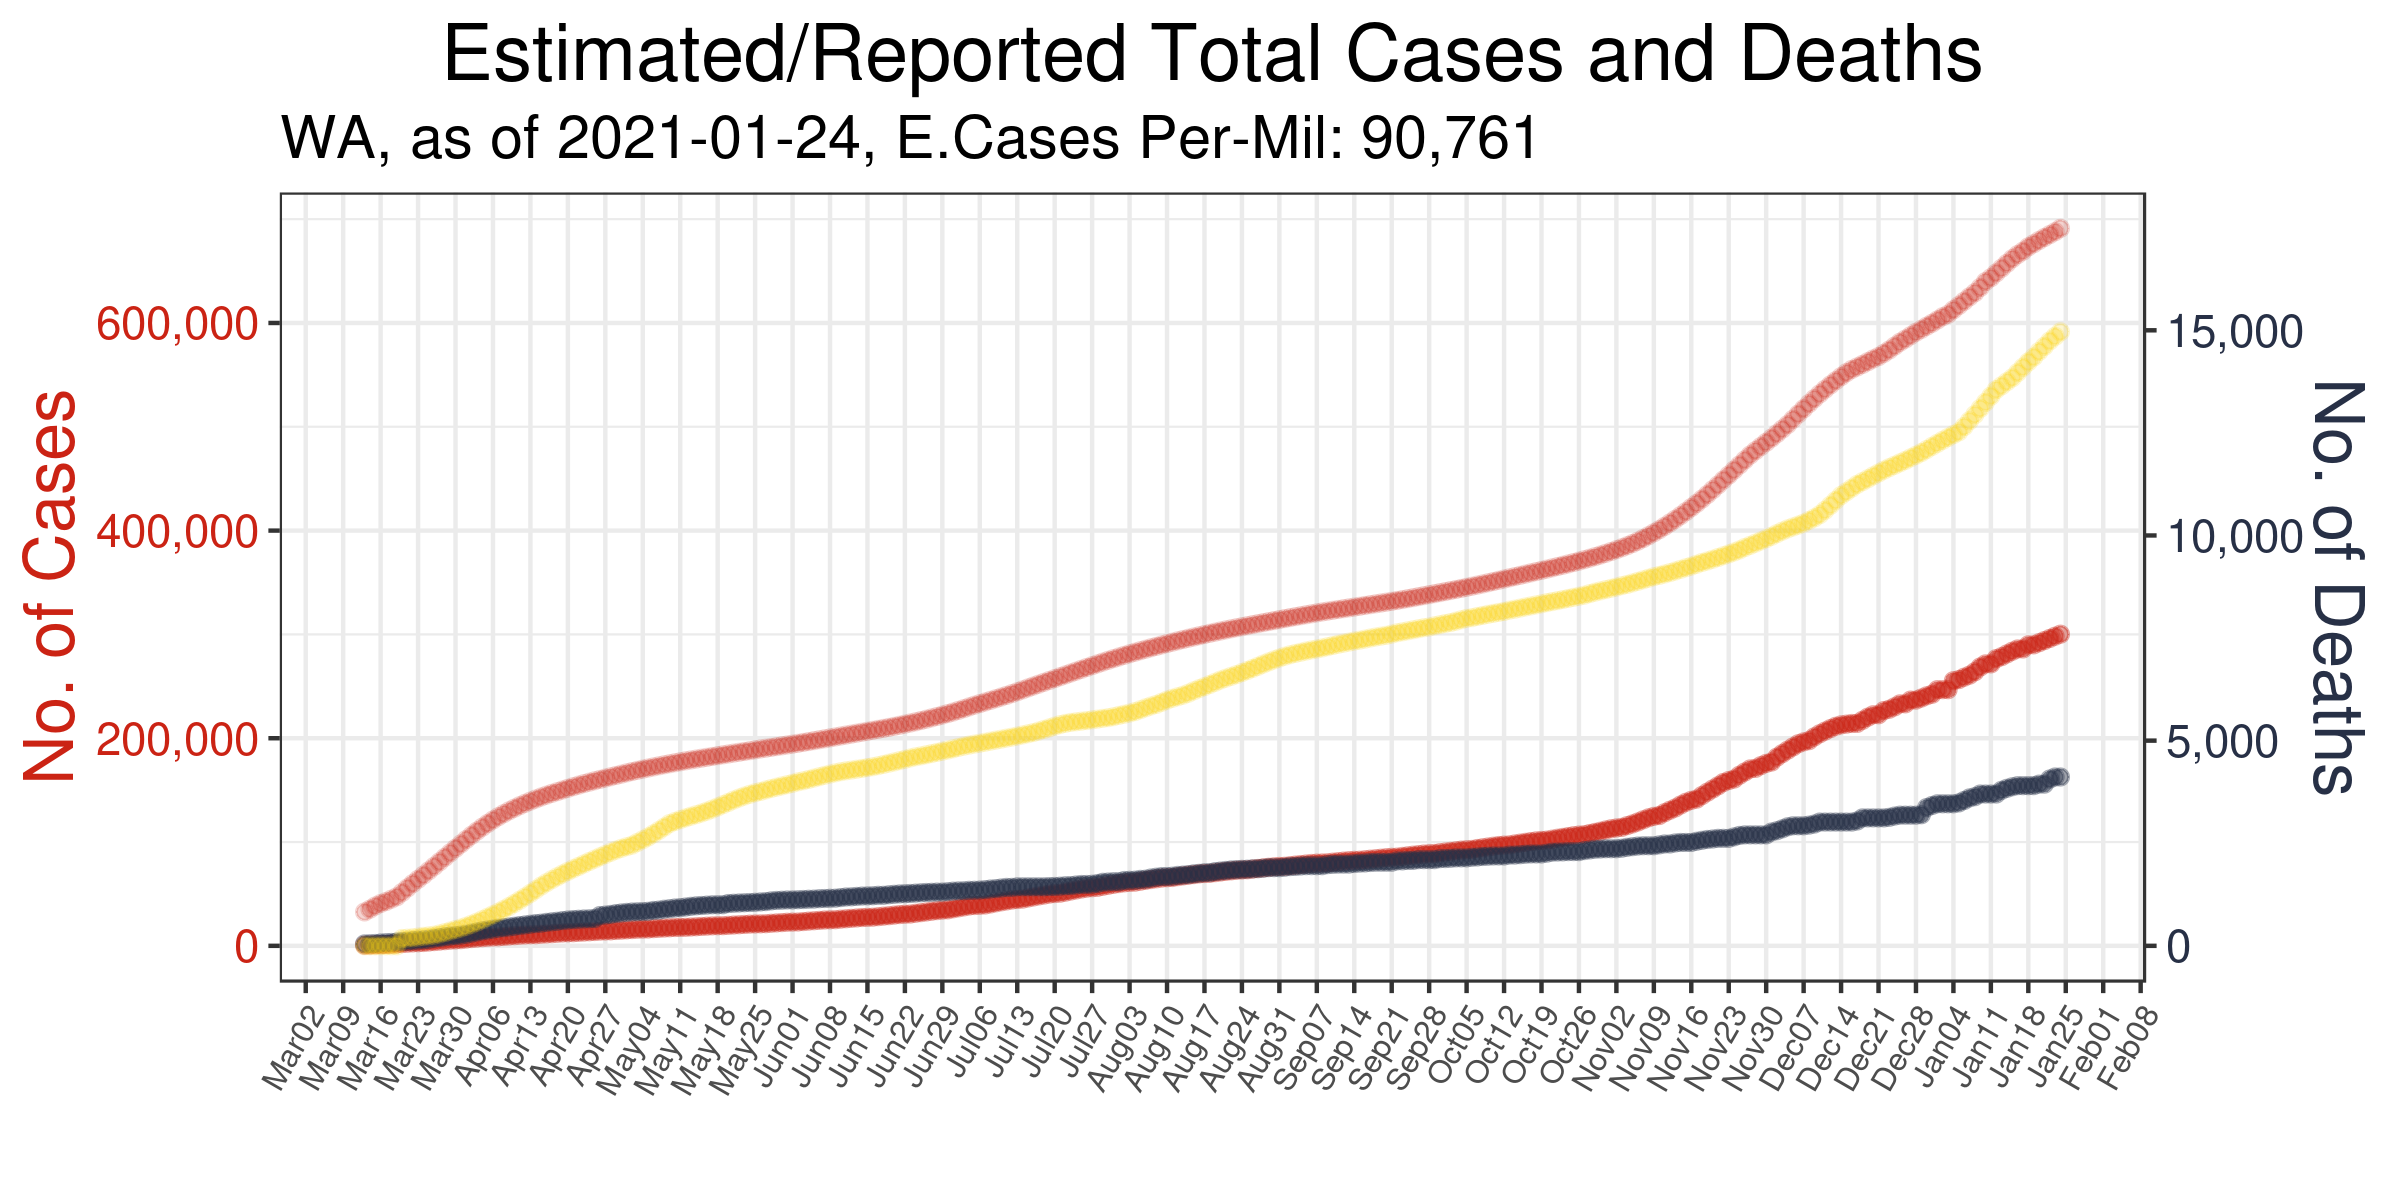 Estimated/Reported Total Cases and Deaths
WA, as of 2021-01-24, E.Cases Per-Mil: 90,761
No. of Cases
600,000
400,000
200,000
0
15,000
10,000
5,000
0
No. of Deaths
Mar02
Mar09
Mar16
Mar23
Mar30
Apr06
Apr13
Apr20
Apr27
May04
May11
May18
May25
Jun01
Jun08
Jun15
Jun22
Jun29
Jul06
Jul13
Jul20
Jul27
Aug03
Aug10
Aug17
Aug24
Aug31
Sep07
Sep14
Sep21
Sep28
Oct05
Oct12
Oct19
Oct26
Nov02
Nov09
Nov16
Nov23
Nov30
Dec07
Dec14
Dec21
Dec28
Jan04
Jan11
Jan18
Jan25
Feb01
Feb08